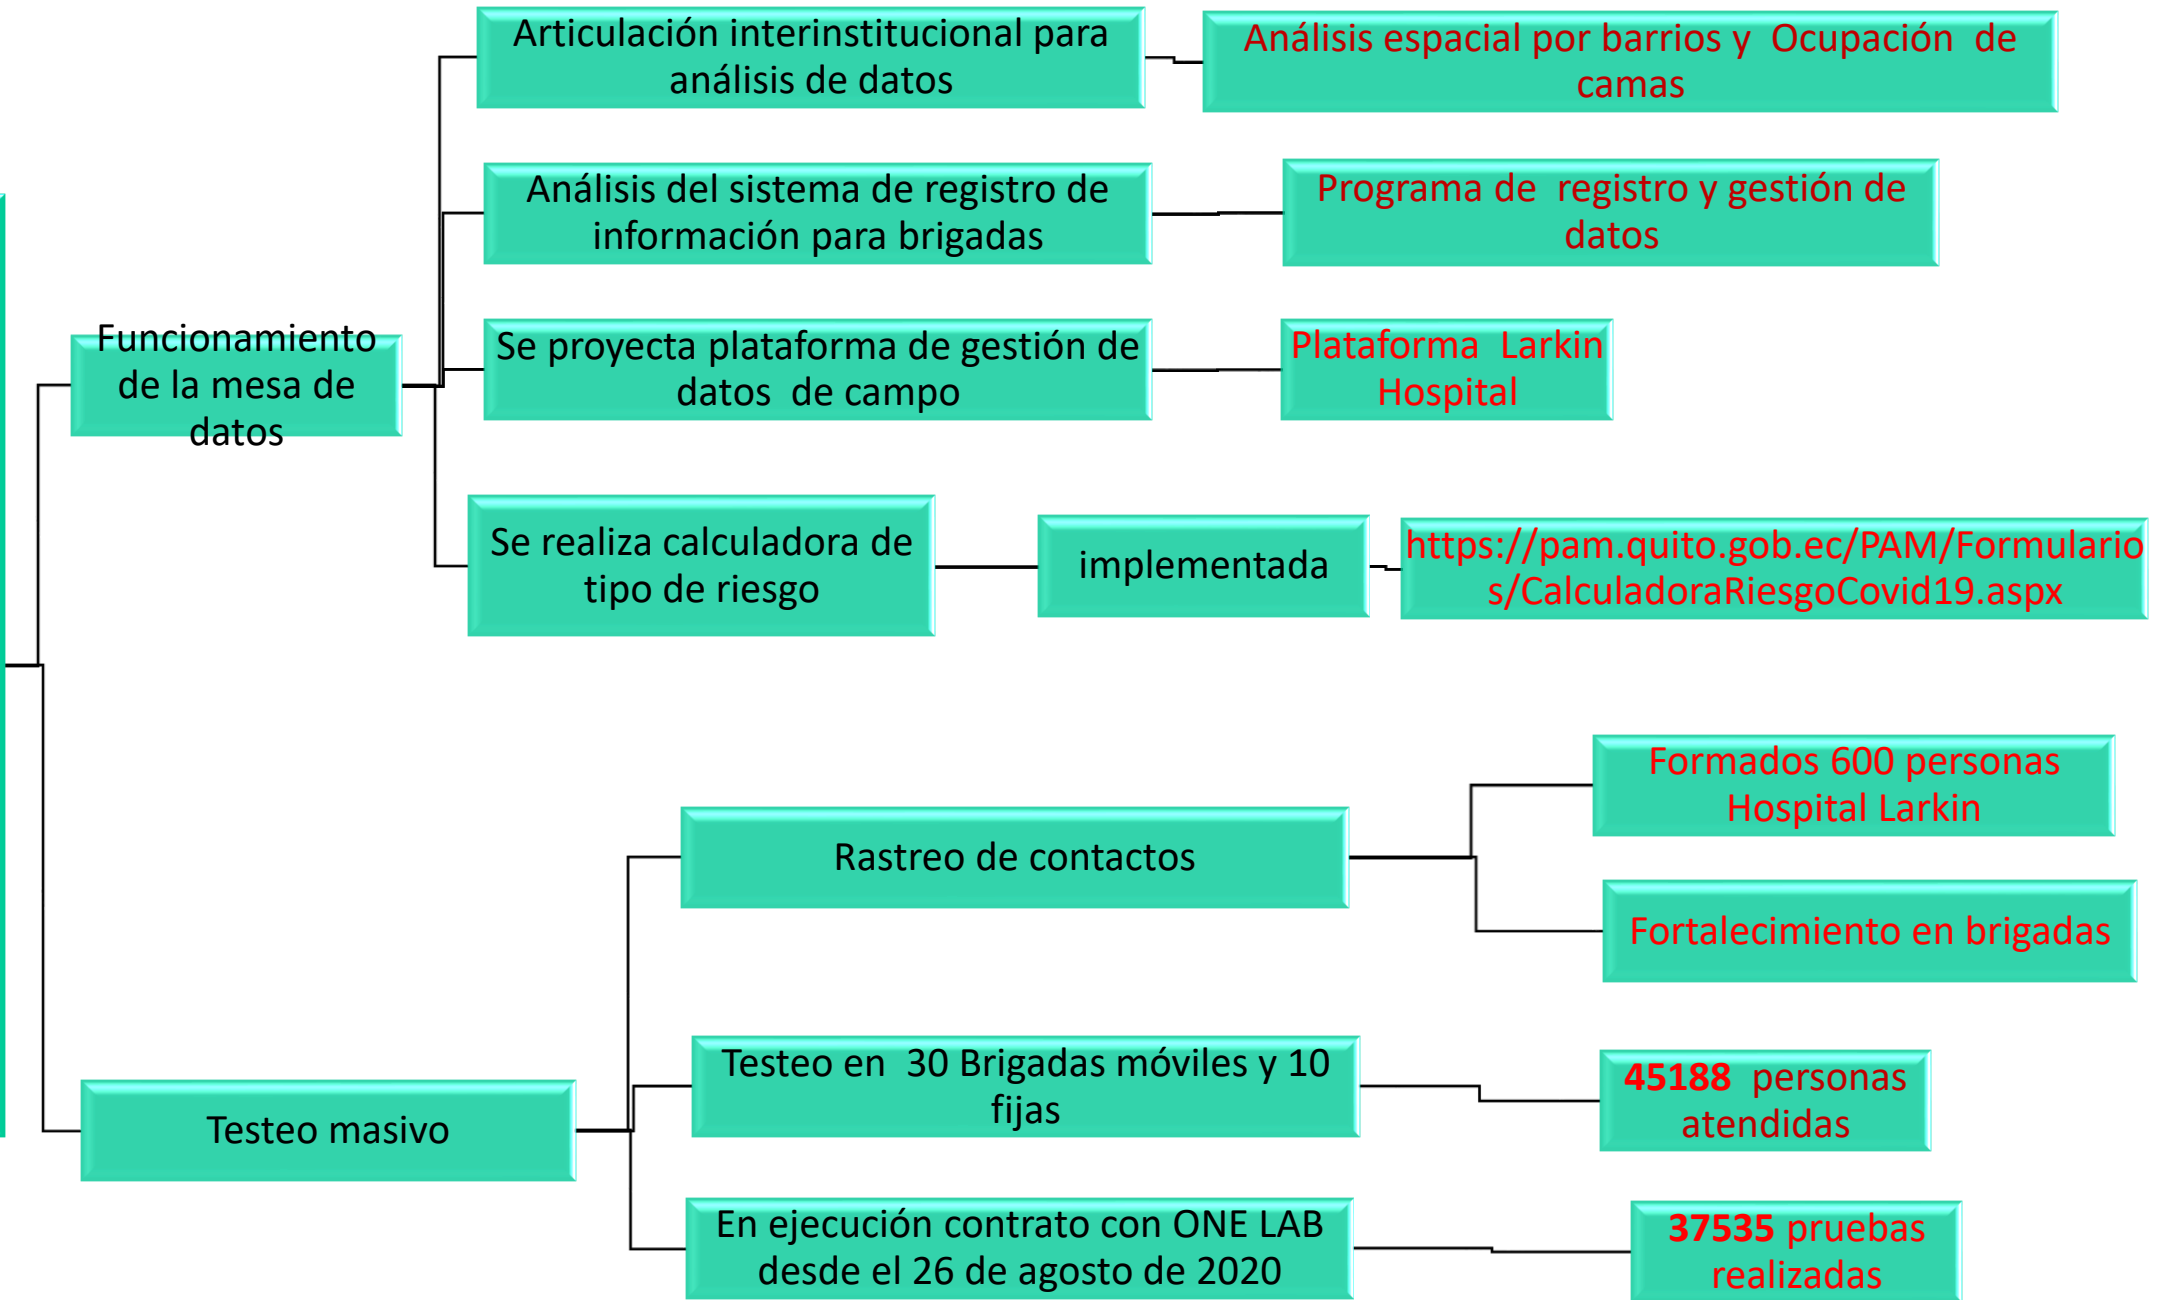 Articulación interinstitucional para
análisis de datos
Análisis espacial por barrios y Ocupación de
camas
Análisis del sistema de registro de
información para brigadas
Programa de registro y gestión de
datos
Funcionamiento
de la mesa de
datos
Se proyecta plataforma de gestión de
datos de campo
Plataforma Larkin
Hospital
Se realiza calculadora de
tipo de riesgo
implementada
https://pam.quito.gob.ec/PAM/Formulario
s/CalculadoraRiesgoCovid19.aspx
Formados 600 personas
Hospital Larkin
Rastreo de contactos
Fortalecimiento en brigadas
Testeo masivo
Testeo en 30 Brigadas móviles y 10
fijas
45188 personas
atendidas
En ejecución contrato con ONE LAB
desde el 26 de agosto de 2020
37535 pruebas
realizadas